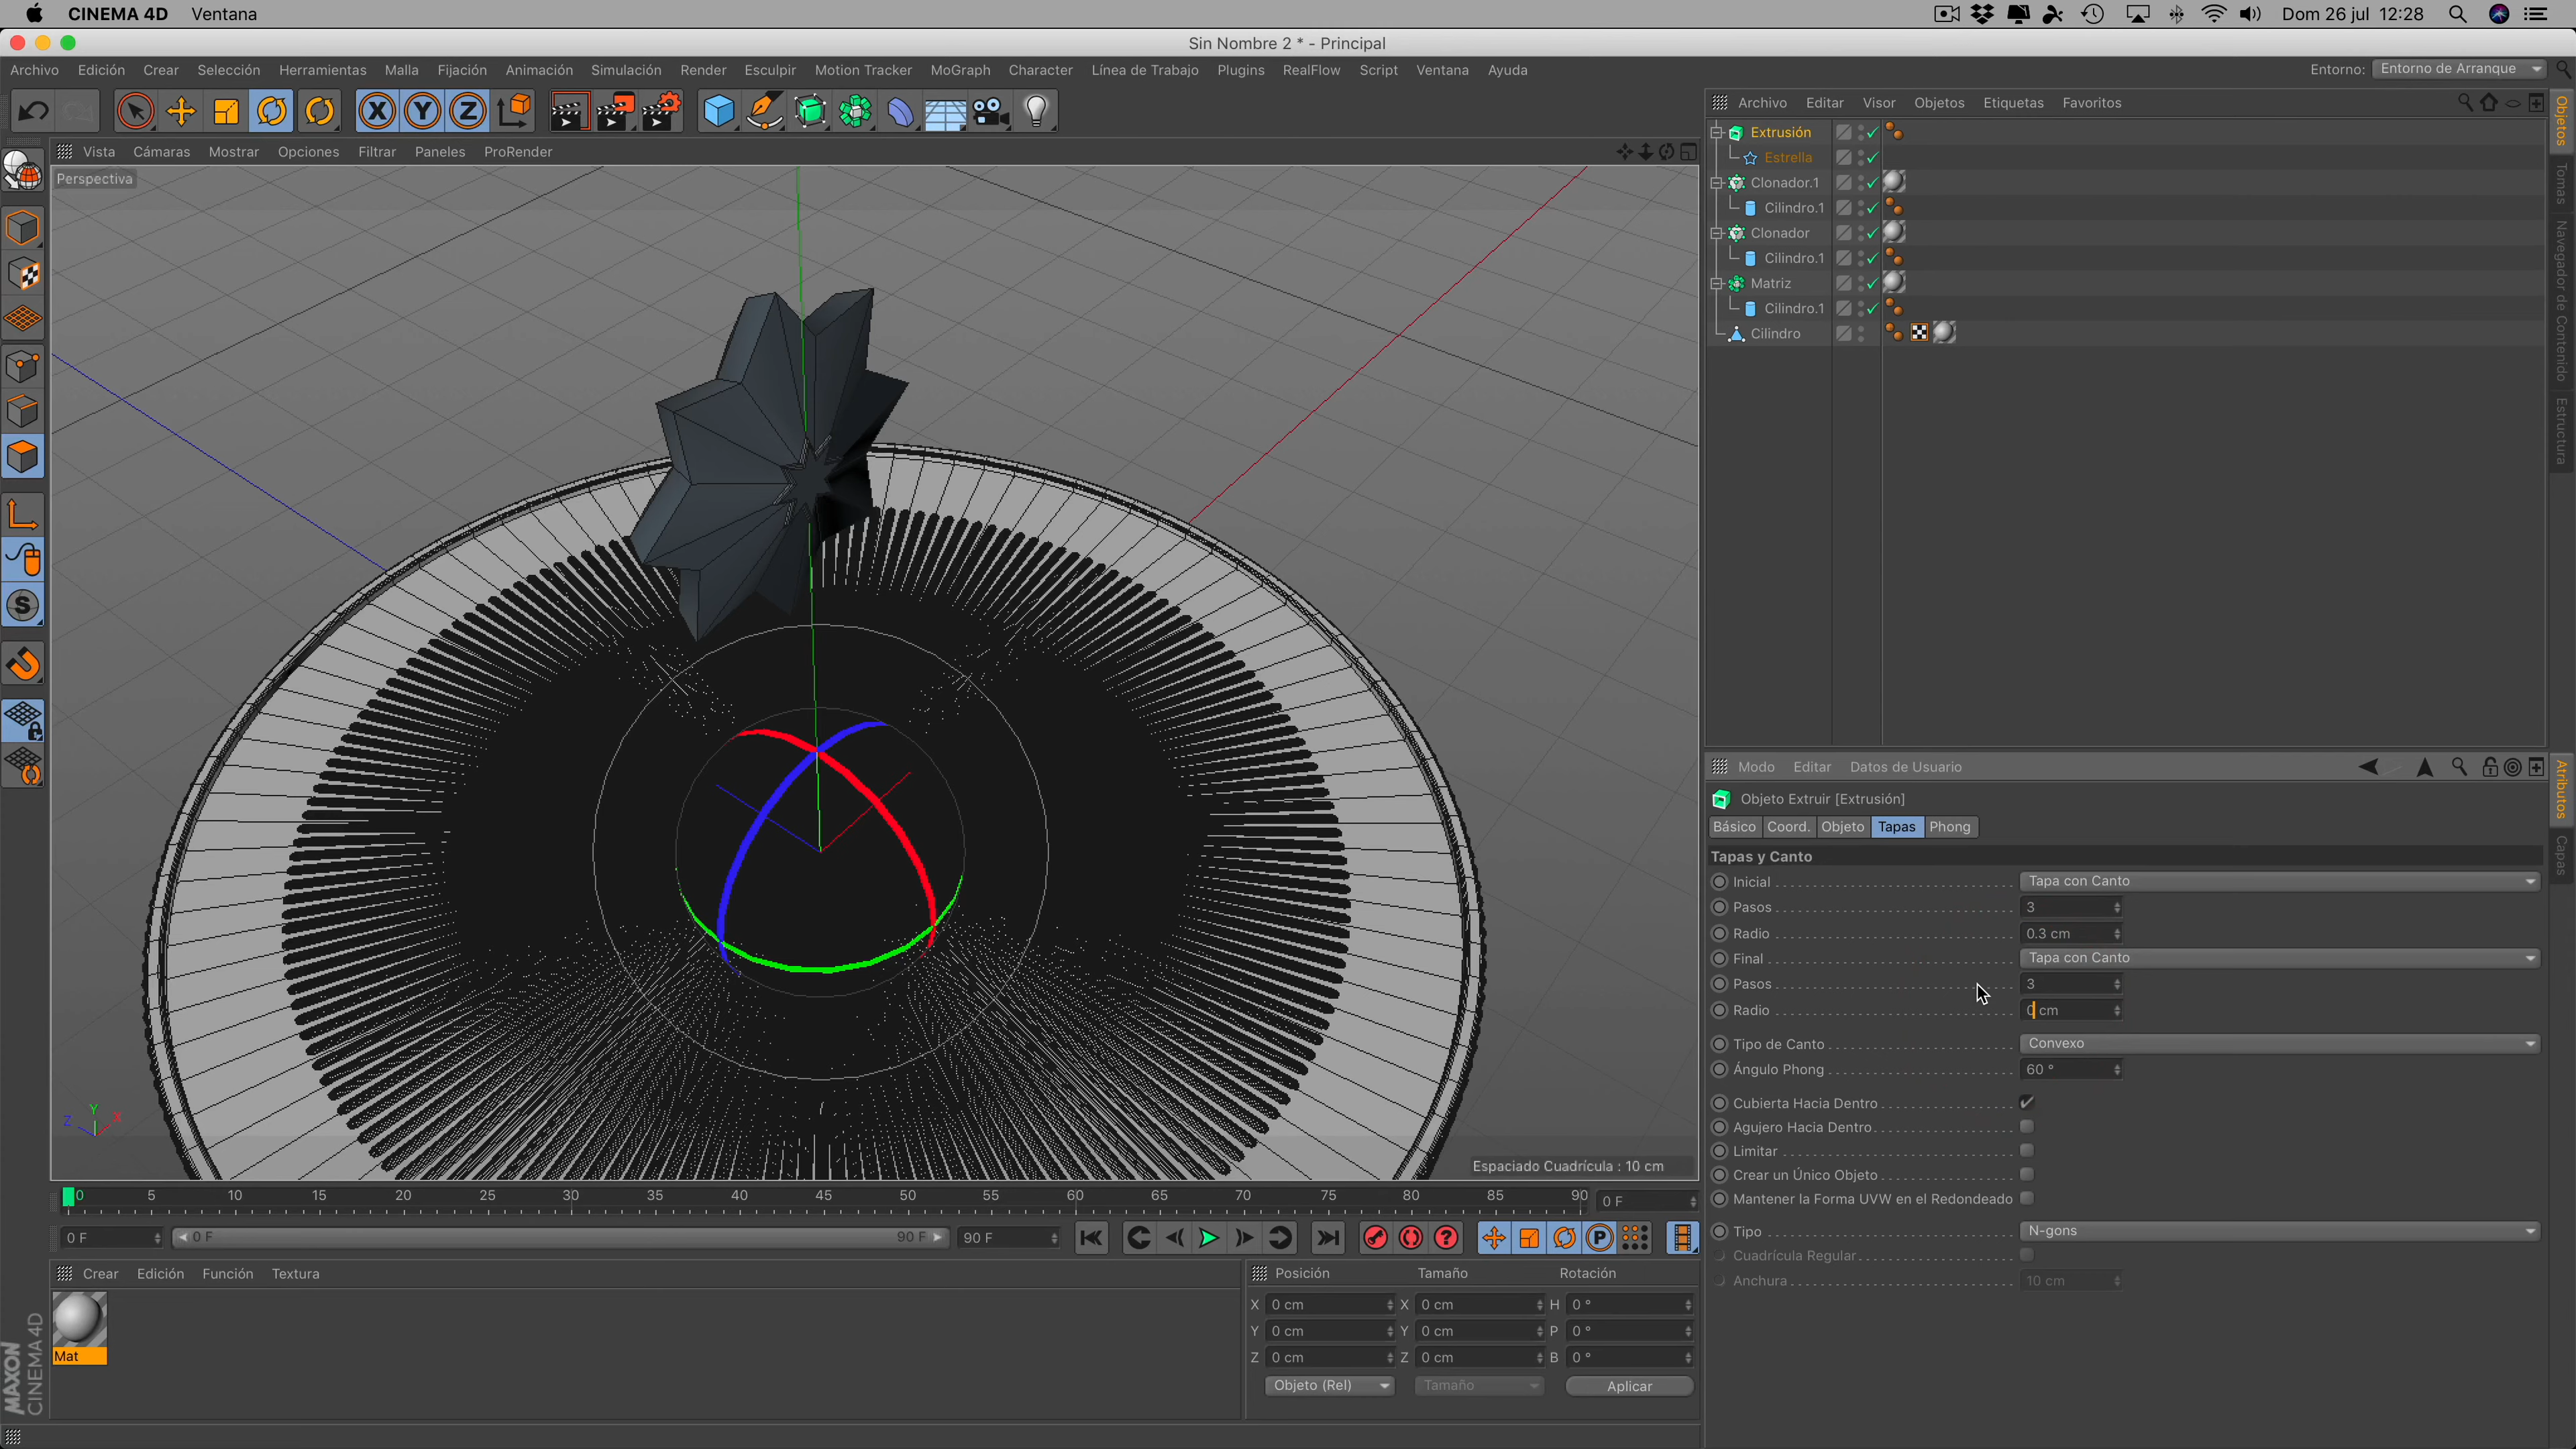 CINEMA 4D Ventana Dom 26 jul 12:28
Sin Nombre 2 * - Principal
Archivo Edición Crear Selección Herramientas Malla Fijación Animación Simulación Render Esculpir Motion Tracker MoGraph Character Línea de Trabajo Plugins RealFlow Script Ventana Ayuda Entorno: Entorno de Arranque
X Y Z
Archivo Editar Visor Objetos Etiquetas Favoritos
Vista Cámaras Mostrar Opciones Filtrar Paneles ProRender
Perspectiva
Extrusión
Estrella
Clonador.1
Cilindro.1
Clonador
Cilindro.1
Matriz
Cilindro.1
Cilindro
Objetos
Tomas
Navegador de Contenido
Estructura
Modo Editar Datos de Usuario
Objeto Extruir [Extrusión]
Básico Coord. Objeto Tapas Phong
Tapas y Canto
Inicial Tapa con Canto
Pasos 3
Radio 0.3 cm
Final Tapa con Canto
Pasos 3
Radio 0 cm
Tipo de Canto Convexo
Ángulo Phong 60 °
Cubierta Hacia Dentro
Agujero Hacia Dentro
Limitar
Crear un Único Objeto
Mantener la Forma UVW en el Redondeado
Tipo N-gons
Cuadrícula Regular
Anchura 10 cm
Atributos
Capas
S
Y
Z X
Espaciado Cuadrícula : 10 cm
0 5 10 15 20 25 30 35 40 45 50 55 60 65 70 75 80 85 90 0 F
0 F 0 F 90 F 90 F
P
Crear Edición Función Textura
Mat
MAXON
CINEMA 4D
Posición Tamaño Rotación
X 0 cm X 0 cm H 0 °
Y 0 cm Y 0 cm P 0 °
Z 0 cm Z 0 cm B 0 °
Objeto (Rel) Tamaño Aplicar